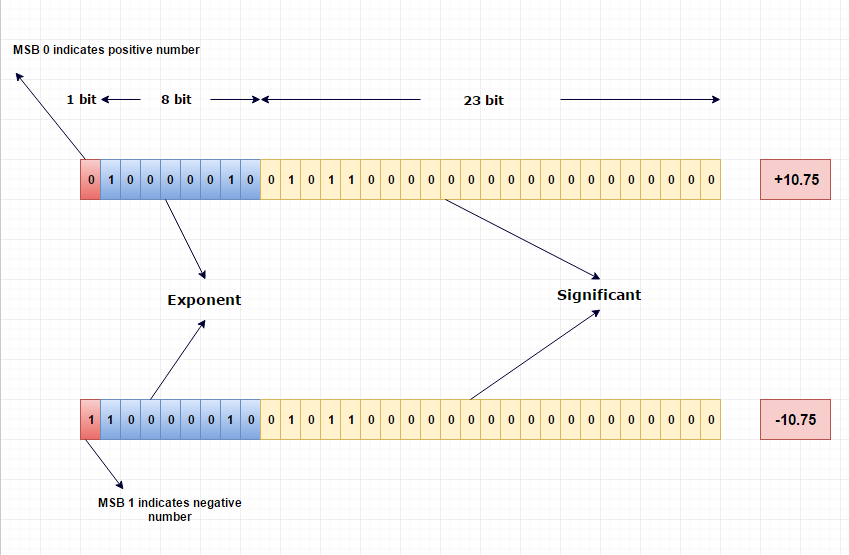 MSB 0 indicates positive number
1 bit 8 bit 23 bit
0 1 0 0 0 0 0 1 0 0 1 0 1 1 0 0 0 0 0 0 0 0 0 0 0 0 0 0 0 0 0 0 +10.75
Exponent Significant
1 1 0 0 0 0 0 1 0 0 1 0 1 1 0 0 0 0 0 0 0 0 0 0 0 0 0 0 0 0 0 0 -10.75
MSB 1 indicates negative
number